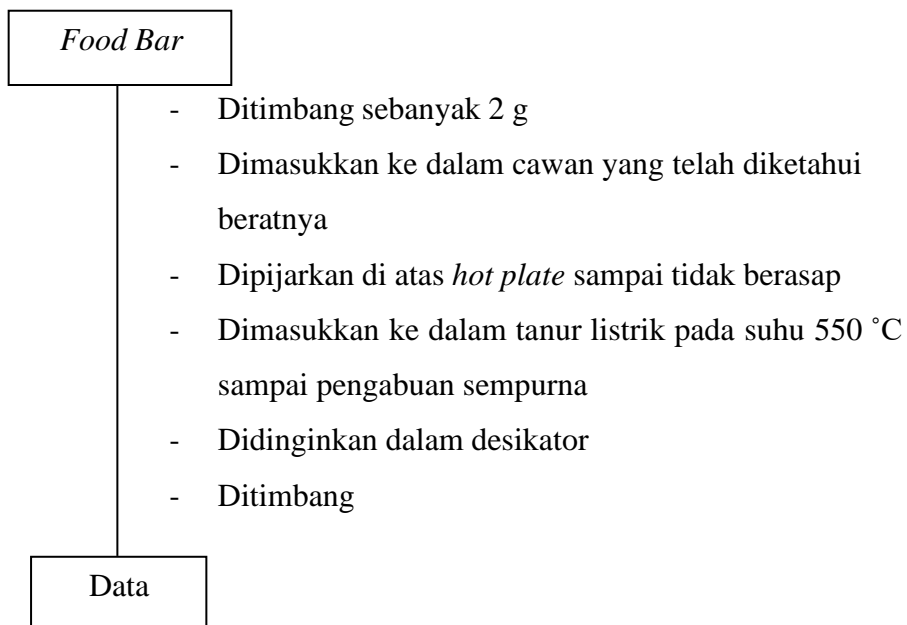 Food Bar
- Ditimbang sebanyak 2 g
- Dimasukkan ke dalam cawan yang telah diketahui
beratnya
- Dipijarkan di atas hot plate sampai tidak berasap
- Dimasukkan ke dalam tanur listrik pada suhu 550 ˚C
sampai pengabuan sempurna
- Didinginkan dalam desikator
- Ditimbang
Data